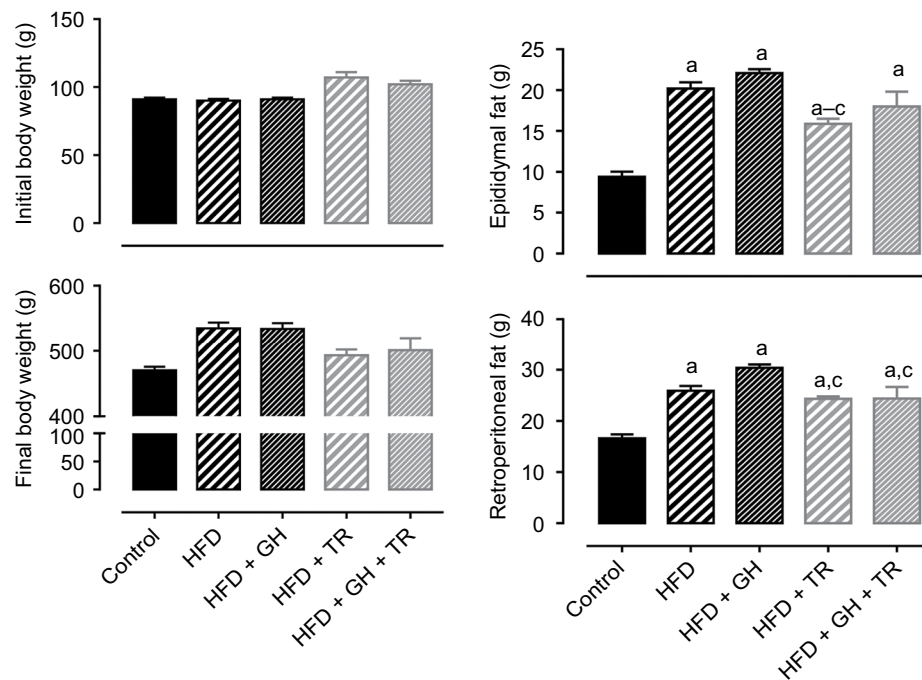 Initial body weight (g)
150
100
50
0
Final body weight (g)
600
500
400
100
50
0
Control
HFD
HFD + GH
HFD + TR
HFD + GH + TR
Epididymal fat (g)
25
20
15
10
5
0
a
a
a–c
a
Retroperitoneal fat (g)
40
30
20
10
0
a
a
a,c
a,c
Control
HFD
HFD + GH
HFD + TR
HFD + GH + TR